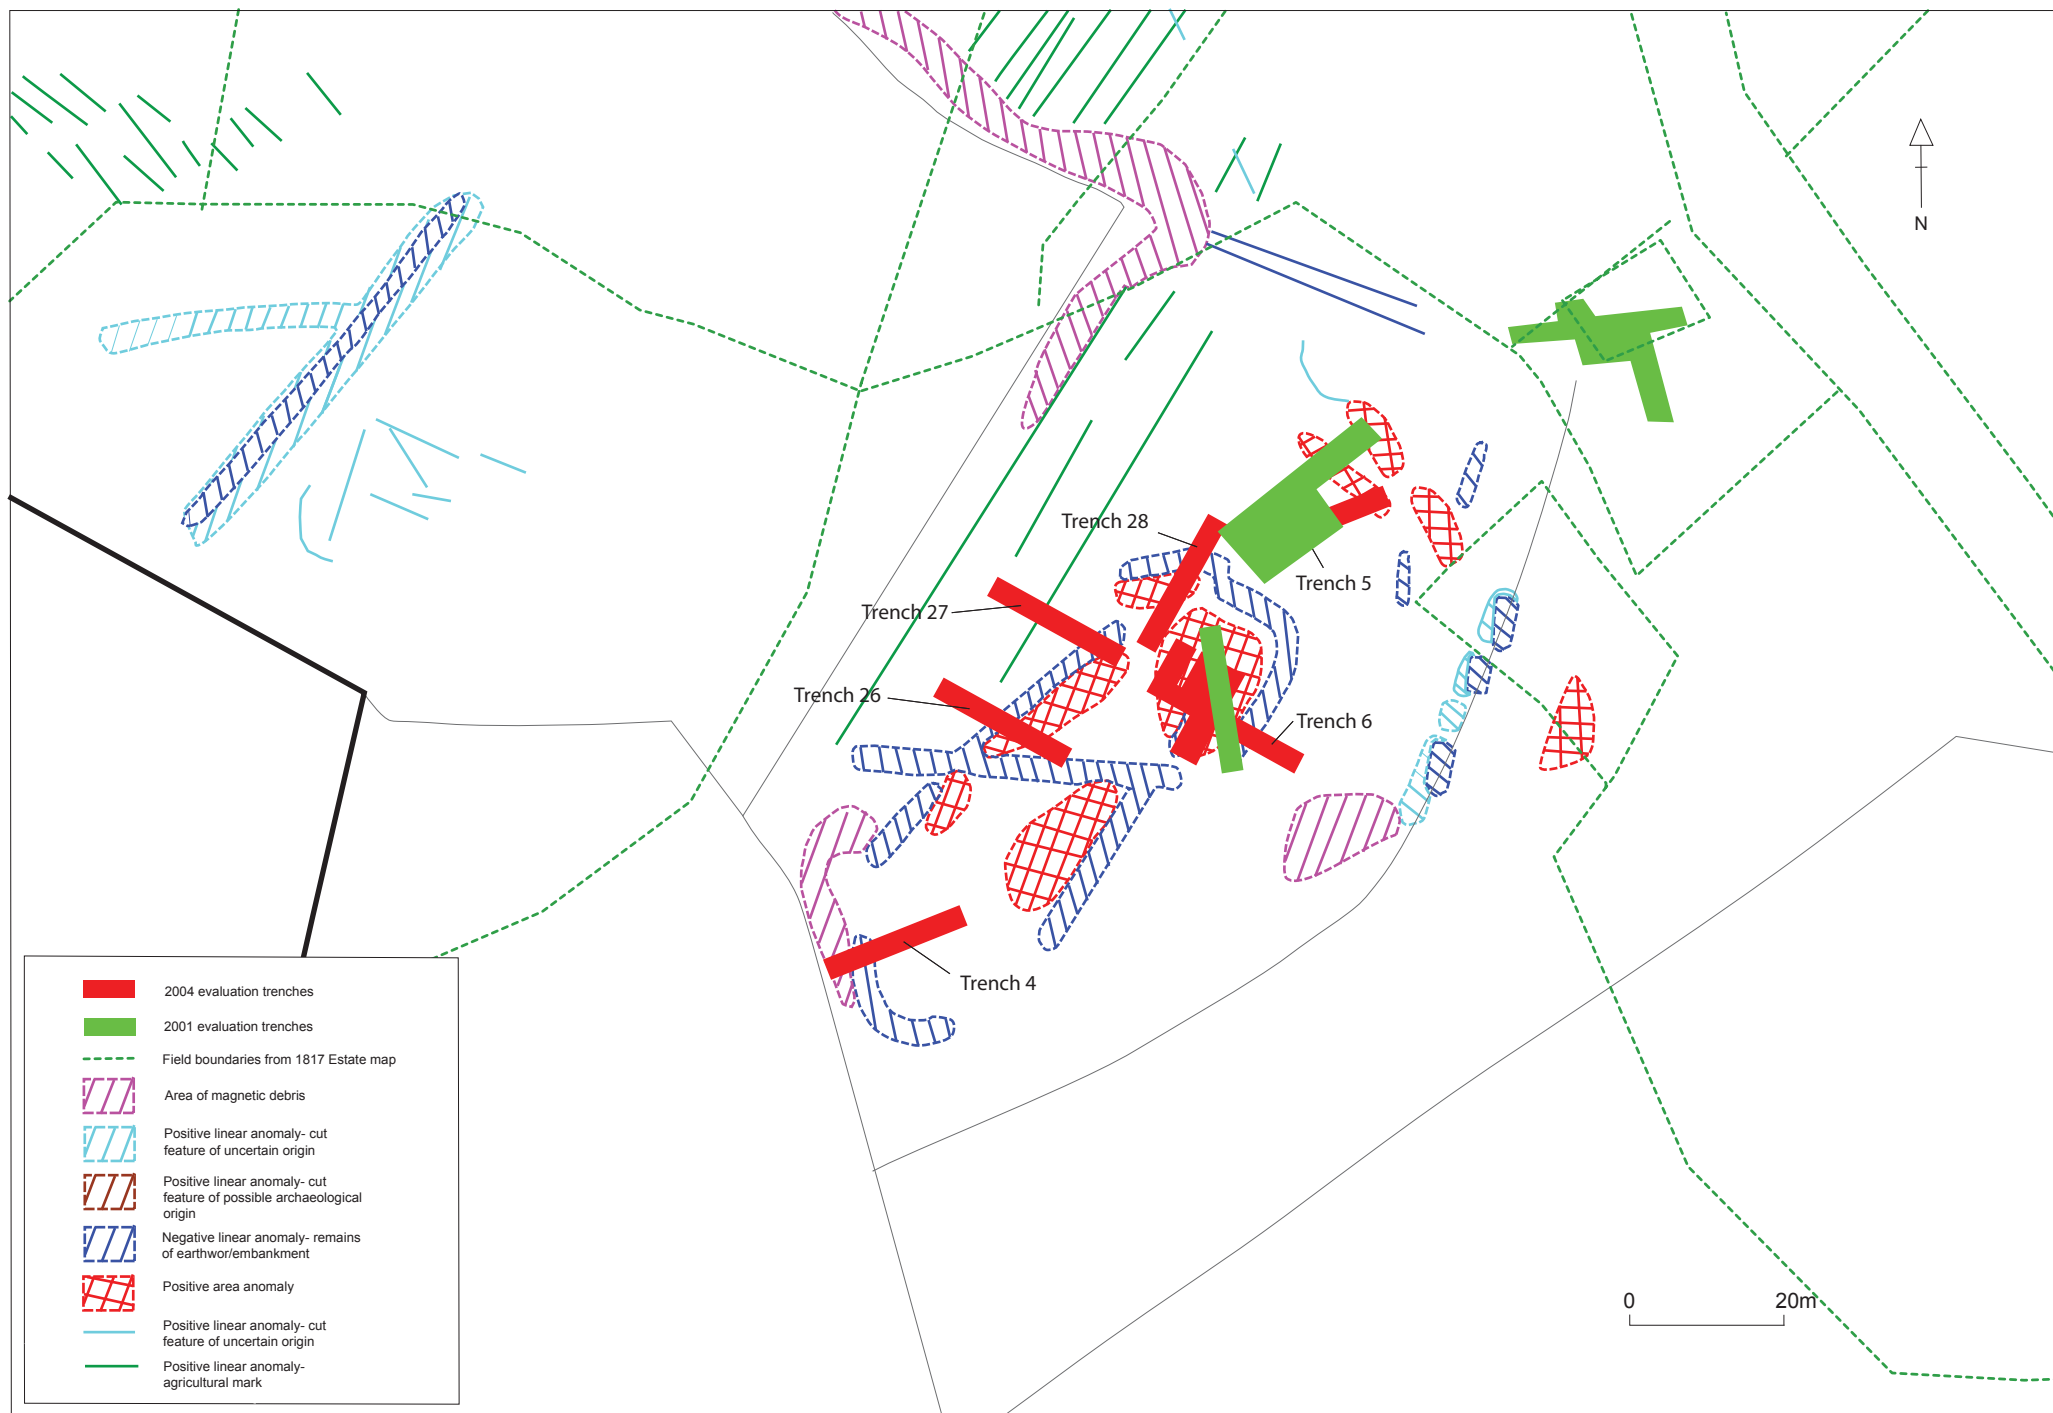 N
Trench 28
Trench 5
Trench 27
Trench 26
Trench 6
Trench 4
2004 evaluation trenches
2001 evaluation trenches
Field boundaries from 1817 Estate map
Area of magnetic debris
Positive linear anomaly- cut
feature of uncertain origin
Positive linear anomaly- cut
feature of possible archaeological
origin
Negative linear anomaly- remains
of earthwor/embankment
Positive area anomaly
Positive linear anomaly- cut
feature of uncertain origin
Positive linear anomaly-
agricultural mark
0 20m